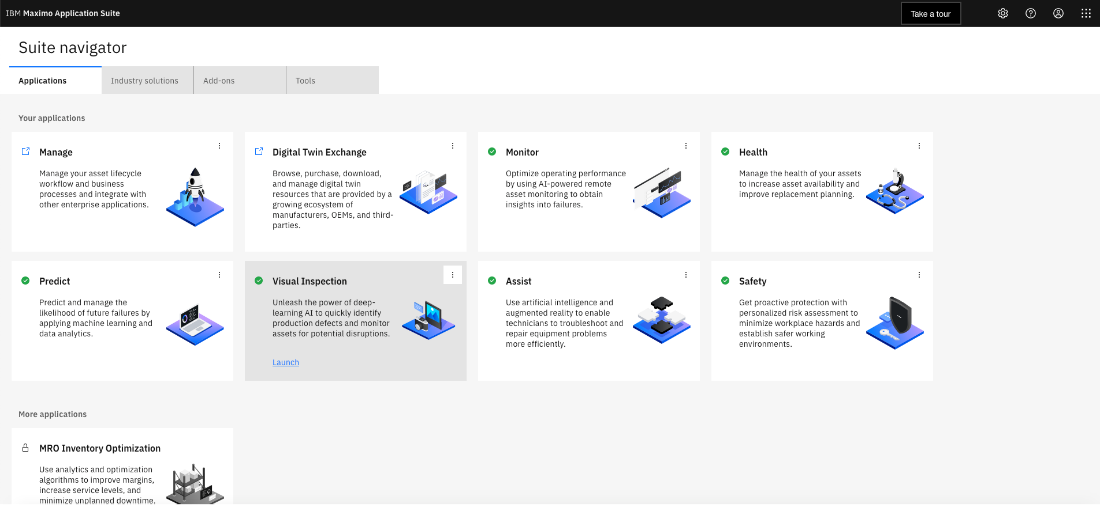 IBM Maximo Application Suite
Take a tour
Suite navigator
Applications
Industry solutions
Add-ons
Tools
Your applications
Manage
Manage your asset lifecycle
workflow and business
processes and integrate with
other enterprise applications.
Digital Twin Exchange
Browse, purchase, download,
and manage digital twin
resources that are provided by a
growing ecosystem of
manufacturers, OEMs, and third-
parties.
Monitor
Optimize operating performance
by using AI-powered remote
asset monitoring to obtain
insights into failures.
Health
Manage the health of your assets
to increase asset availability and
improve replacement planning.
Predict
Predict and manage the
likelihood of future failures by
applying machine learning and
data analytics.
Visual Inspection
Unleash the power of deep-
learning AI to quickly identify
production defects and monitor
assets for potential disruptions.
Launch
Assist
Use artificial intelligence and
augmented reality to enable
technicians to troubleshoot and
repair equipment problems
more efficiently.
Safety
Get proactive protection with
personalized risk assessment to
minimize workplace hazards and
establish safer working
environments.
More applications
MRO Inventory Optimization
Use analytics and optimization
algorithms to improve margins,
increase service levels, and
minimize unplanned downtime.